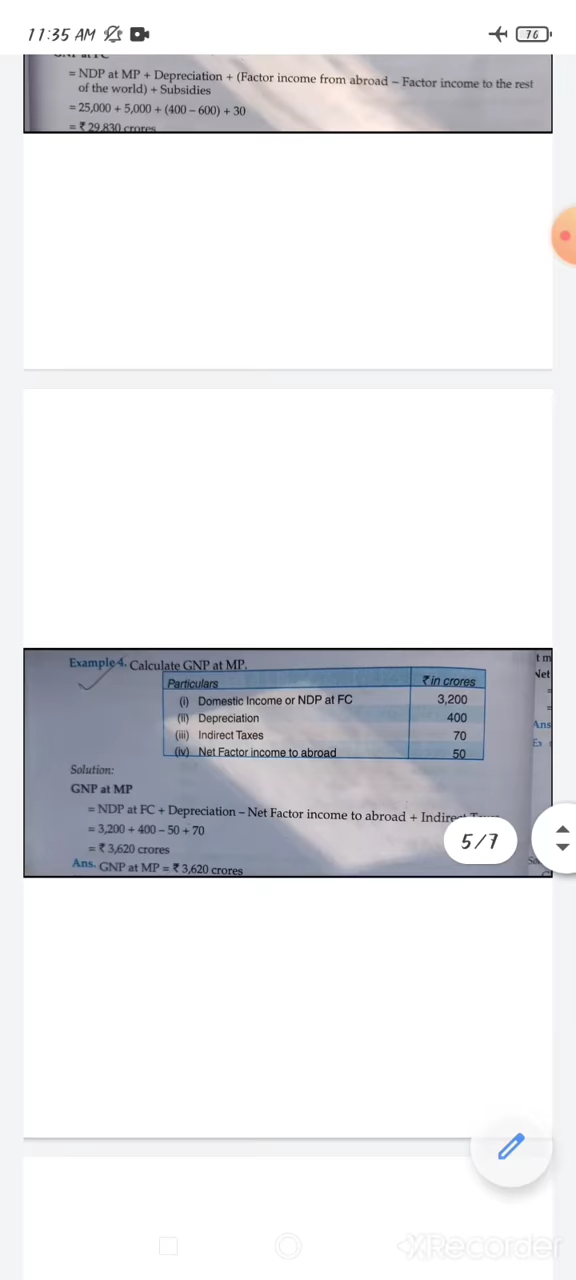 11:35 AM
76
= NDP at MP + Depreciation + (Factor income from abroad – Factor income to the rest
of the world) + Subsidies
= 25,000 + 5,000 + (400 – 600) + 30
= ₹ 29,830 crores
Example 4. Calculate GNP at MP.
Particulars ₹ in crores
(i) Domestic Income or NDP at FC 3,200
(ii) Depreciation 400
(iii) Indirect Taxes 70
(iv) Net Factor income to abroad 50
Solution:
GNP at MP
= NDP at FC + Depreciation – Net Factor income to abroad +
= 3,200 + 400 – 50 + 70
= ₹ 3,620 crores
Ans. GNP at MP = ₹ 3,620 crores
Net
Ans
5/7
XRecorder